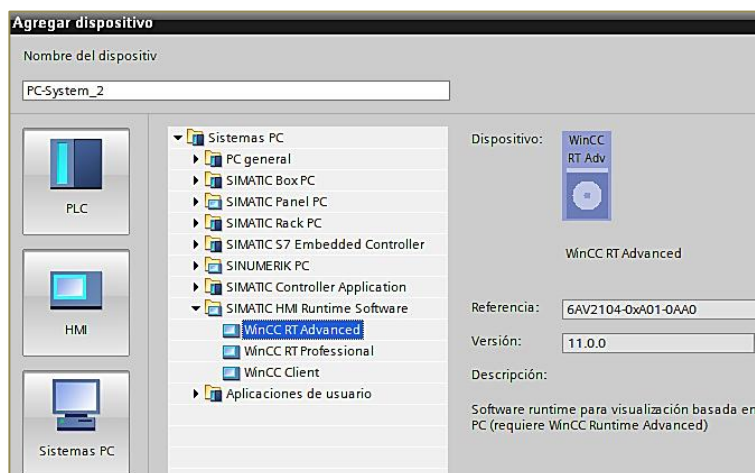 Agregar dispositivo
Nombre del dispositiv
PC-System_2
PLC
HMI
Sistemas PC
Sistemas PC
PC general
SIMATIC Box PC
SIMATIC Panel PC
SIMATIC Rack PC
SIMATIC S7 Embedded Controller
SINUMERIK PC
SIMATIC Controller Application
SIMATIC HMI Runtime Software
WinCC RT Advanced
WinCC RT Professional
WinCC Client
Aplicaciones de usuario
Dispositivo:
WinCC
RT Adv
WinCC RT Advanced
Referencia: 6AV2104-0xA01-0AA0
Versión: 11.0.0
Descripción:
Software runtime para visualización basada en
PC (requiere WinCC Runtime Advanced)